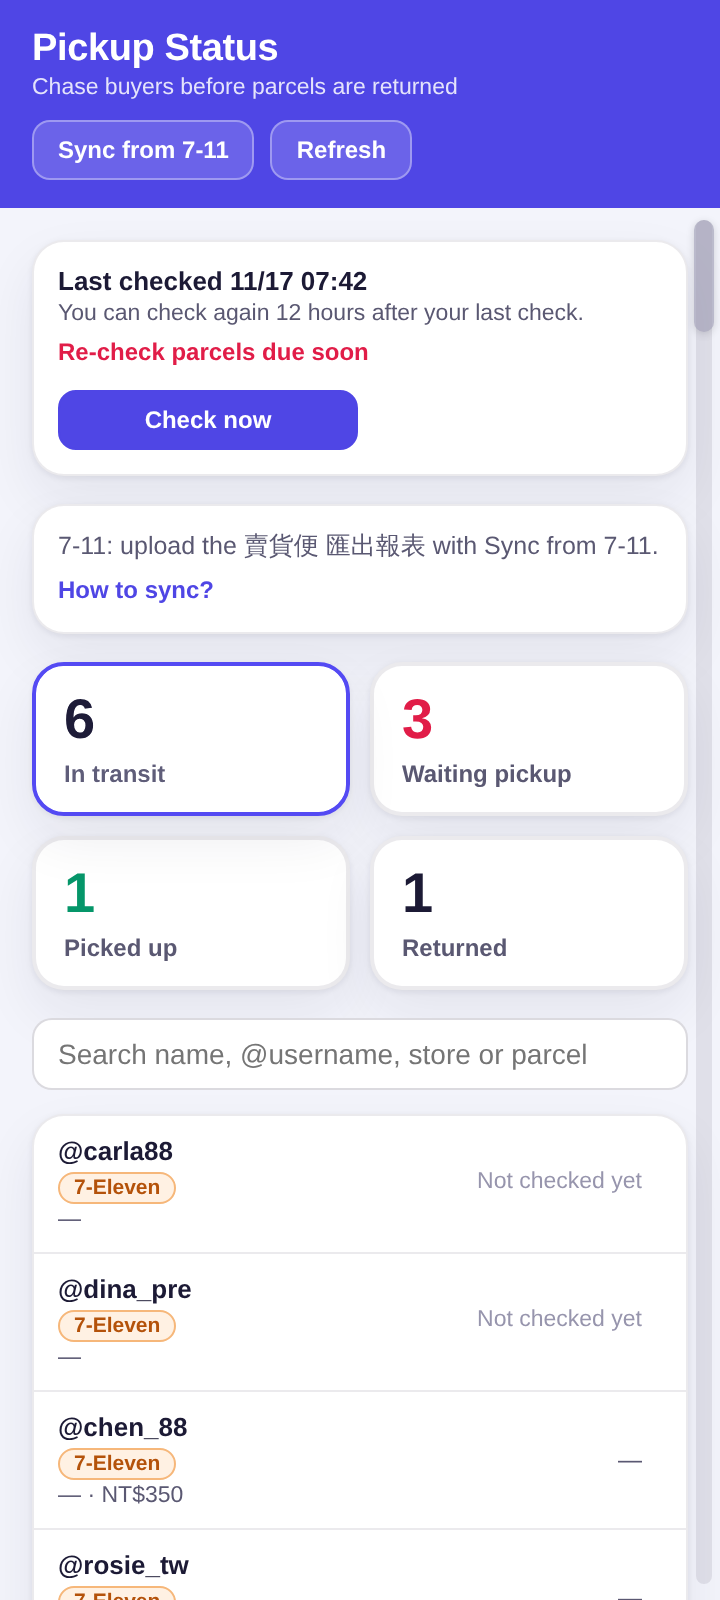 Pickup Status
Chase buyers before parcels are returned
Sync from 7-11
Refresh
Last checked 11/17 07:42
You can check again 12 hours after your last check.
Re-check parcels due soon
Check now
7-11: upload the 賣貨便 匯出報表 with Sync from 7-11.
How to sync?
6
In transit
3
Waiting pickup
1
Picked up
1
Returned
Search name, @username, store or parcel
@carla88
7-Eleven
Not checked yet
—
@dina_pre
7-Eleven
Not checked yet
—
@chen_88
7-Eleven
—
— · NT$350
@rosie_tw
7-Eleven
—